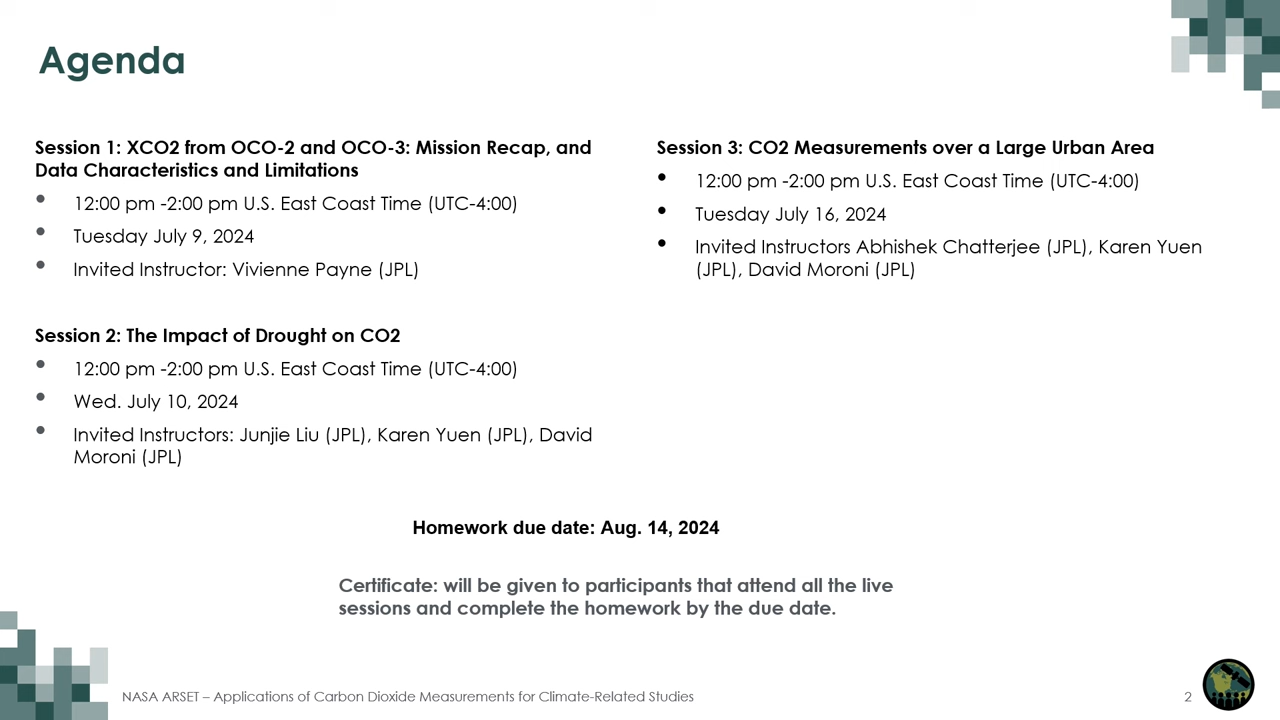 Agenda
Session 1: XCO2 from OCO-2 and OCO-3: Mission Recap, and
Data Characteristics and Limitations
• 12:00 pm -2:00 pm U.S. East Coast Time (UTC-4:00)
• Tuesday July 9, 2024
• Invited Instructor: Vivienne Payne (JPL)
Session 2: The Impact of Drought on CO2
• 12:00 pm -2:00 pm U.S. East Coast Time (UTC-4:00)
• Wed. July 10, 2024
• Invited Instructors: Junjie Liu (JPL), Karen Yuen (JPL), David
Moroni (JPL)
Session 3: CO2 Measurements over a Large Urban Area
• 12:00 pm -2:00 pm U.S. East Coast Time (UTC-4:00)
• Tuesday July 16, 2024
• Invited Instructors Abhishek Chatterjee (JPL), Karen Yuen
(JPL), David Moroni (JPL)
Homework due date: Aug. 14, 2024
Certificate: will be given to participants that attend all the live
sessions and complete the homework by the due date.
NASA ARSET – Applications of Carbon Dioxide Measurements for Climate-Related Studies
2